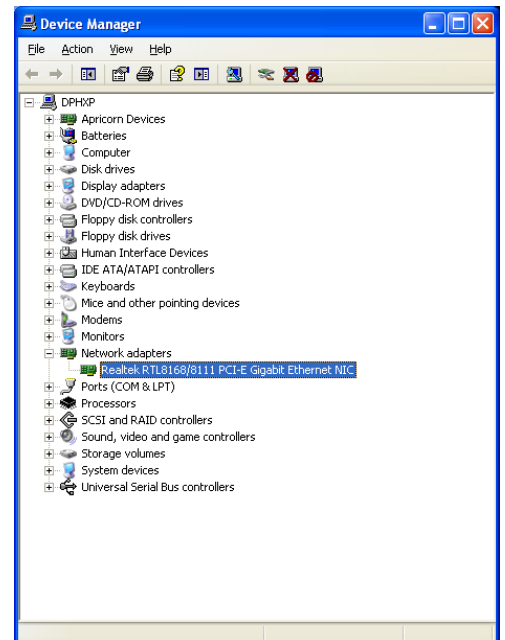 Device Manager
File Action View Help
DPHXP
Apricorn Devices
Batteries
Computer
Disk drives
Display adapters
DVD/CD-ROM drives
Floppy disk controllers
Floppy disk drives
Human Interface Devices
IDE ATA/ATAPI controllers
Keyboards
Mice and other pointing devices
Modems
Monitors
Network adapters
Realtek RTL8168/8111 PCI-E Gigabit Ethernet NIC
Ports (COM & LPT)
Processors
SCSI and RAID controllers
Sound, video and game controllers
Storage volumes
System devices
Universal Serial Bus controllers